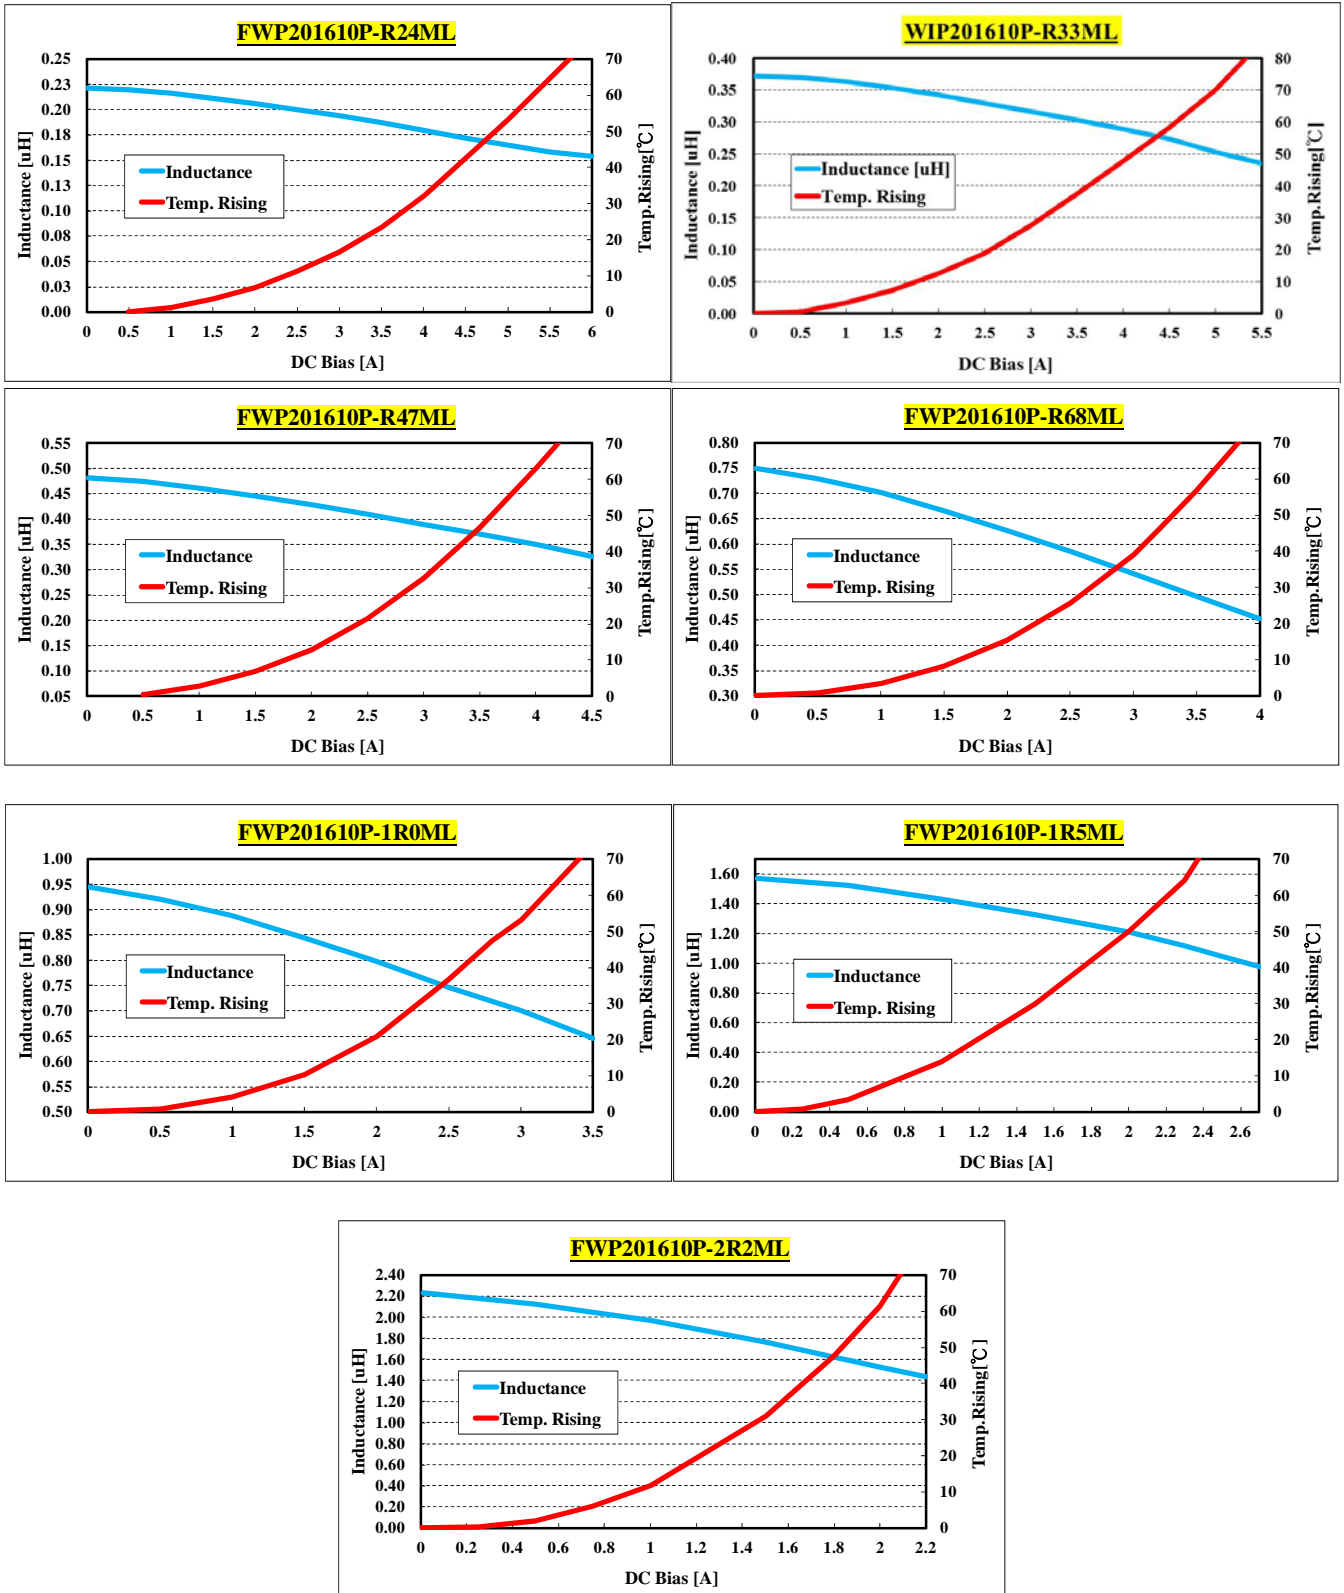 FWP201610P-R24ML
0.25
0.23
0.20
0.18
0.15
0.13
0.10
0.08
0.05
0.03
0.00
Inductance [uH]
70
60
50
40
30
20
10
0
Temp.Rising[℃]
Inductance
Temp. Rising
0 0.5 1 1.5 2 2.5 3 3.5 4 4.5 5 5.5 6
DC Bias [A]
WIP201610P-R33ML
0.40
0.35
0.30
0.25
0.20
0.15
0.10
0.05
0.00
Inductance [uH]
80
70
60
50
40
30
20
10
0
Temp.Rising[℃]
Inductance [uH]
Temp. Rising
0 0.5 1 1.5 2 2.5 3 3.5 4 4.5 5 5.5
DC Bias [A]
FWP201610P-R47ML
0.55
0.50
0.45
0.40
0.35
0.30
0.25
0.20
0.15
0.10
0.05
Inductance [uH]
70
60
50
40
30
20
10
0
Temp.Rising[℃]
Inductance
Temp. Rising
0 0.5 1 1.5 2 2.5 3 3.5 4 4.5
DC Bias [A]
FWP201610P-R68ML
0.80
0.75
0.70
0.65
0.60
0.55
0.50
0.45
0.40
0.35
0.30
Inductance [uH]
70
60
50
40
30
20
10
0
Temp.Rising[℃]
Inductance
Temp. Rising
0 0.5 1 1.5 2 2.5 3 3.5 4
DC Bias [A]
FWP201610P-1R0ML
1.00
0.95
0.90
0.85
0.80
0.75
0.70
0.65
0.60
0.55
0.50
Inductance [uH]
70
60
50
40
30
20
10
0
Temp.Rising[℃]
Inductance
Temp. Rising
0 0.5 1 1.5 2 2.5 3 3.5
DC Bias [A]
FWP201610P-1R5ML
1.60
1.40
1.20
1.00
0.80
0.60
0.40
0.20
0.00
Inductance [uH]
70
60
50
40
30
20
10
0
Temp.Rising[℃]
Inductance
Temp. Rising
0 0.2 0.4 0.6 0.8 1 1.2 1.4 1.6 1.8 2 2.2 2.4 2.6
DC Bias [A]
FWP201610P-2R2ML
2.40
2.20
2.00
1.80
1.60
1.40
1.20
1.00
0.80
0.60
0.40
0.20
0.00
Inductance [uH]
70
60
50
40
30
20
10
0
Temp.Rising[℃]
Inductance
Temp. Rising
0 0.2 0.4 0.6 0.8 1 1.2 1.4 1.6 1.8 2 2.2
DC Bias [A]